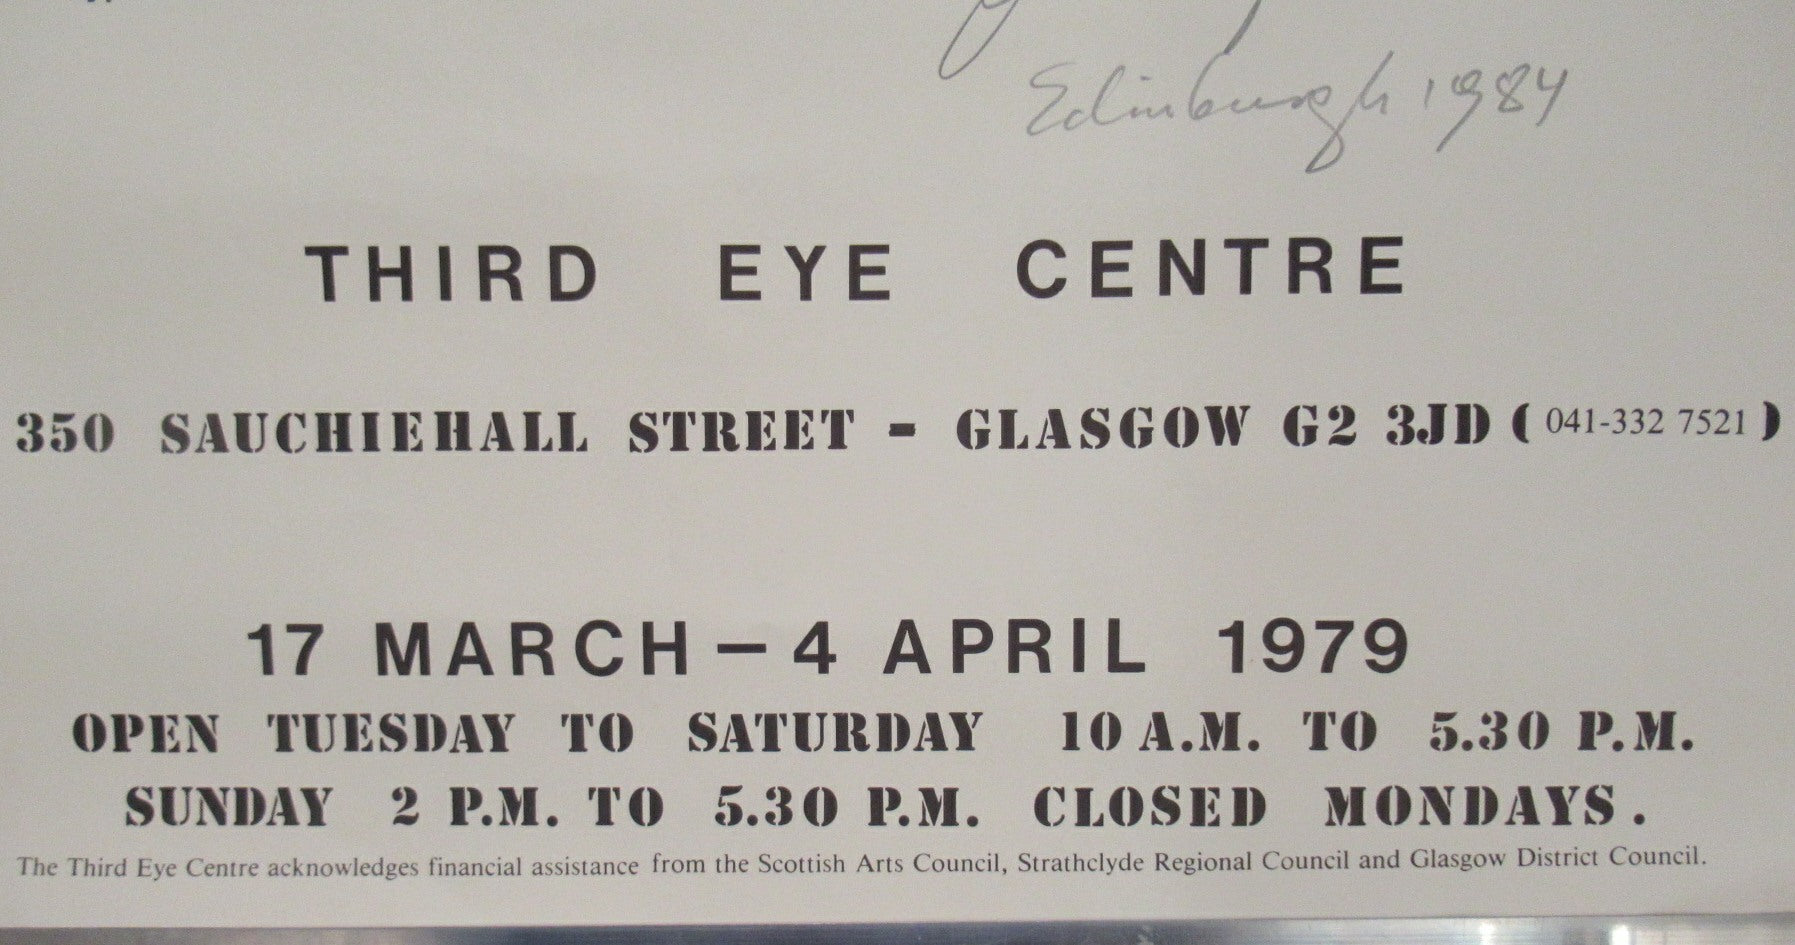 Edinburgh 1984
THIRD EYE CENTRE
350 SAUCHIEHALL STREET - GLASGOW G2 3JD ( 041-332 7521 )
17 MARCH – 4 APRIL 1979
OPEN TUESDAY TO SATURDAY 10 A.M. TO 5.30 P.M.
SUNDAY 2 P.M. TO 5.30 P.M. CLOSED MONDAYS.
The Third Eye Centre acknowledges financial assistance from the Scottish Arts Council, Strathclyde Regional Council and Glasgow District Council.